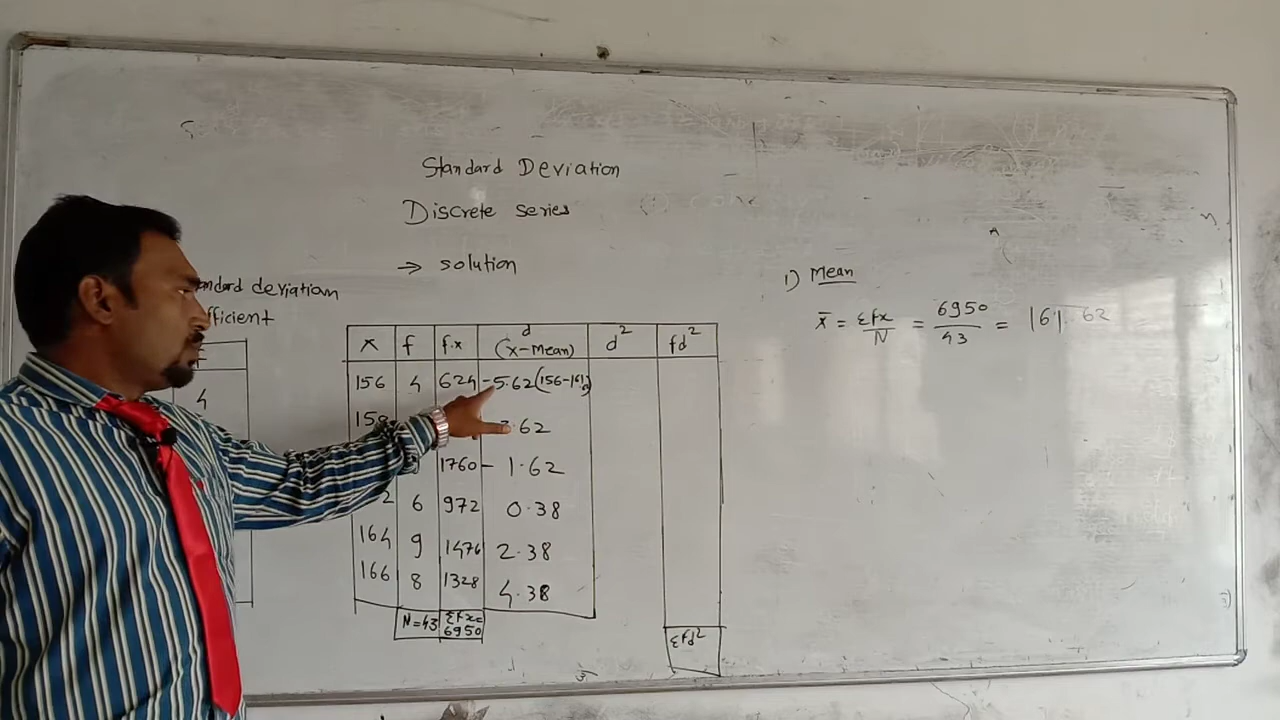 Standard Deviation
Discrete series
→ solution
ndard deviation
fficient
4
x f f.x d (x-Mean) d² fd²
156 4 624 -5.62(156-161
.62
1760 - 1.62
2 6 972 0.38
164 9 1476 2.38
166 8 1328 4.38
N=43 Σfx= 6950
Σfd²
1) Mean
x̄ = Σfx/N = 6950/43 = 161.62